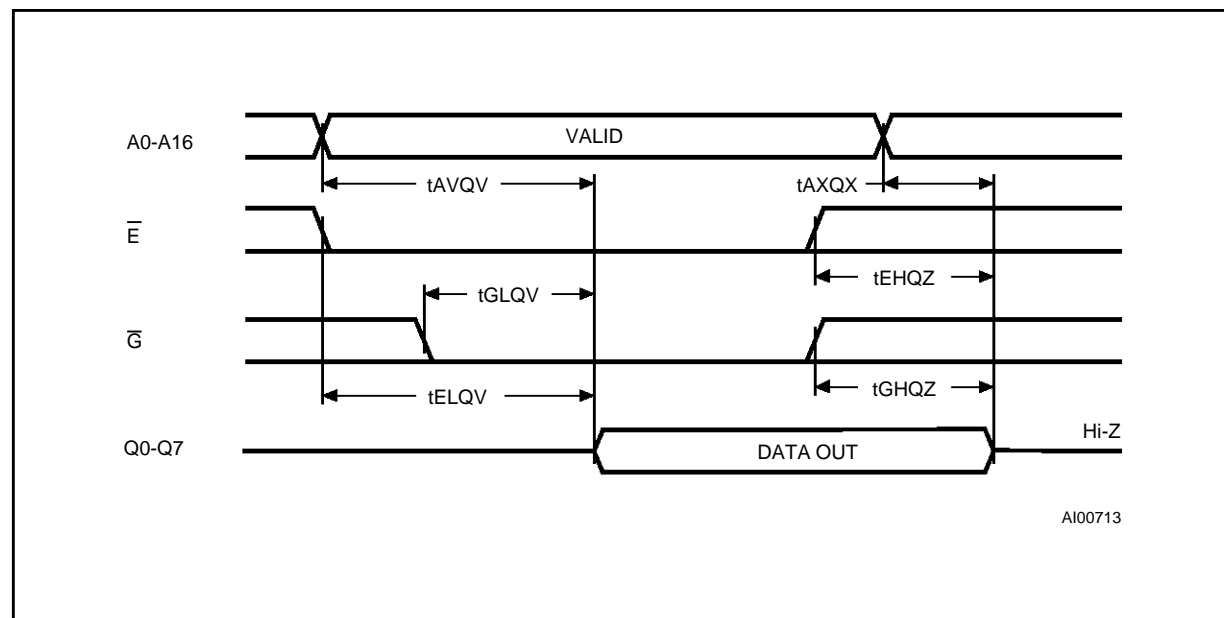 A0-A16
VALID
tAVQV
tAXQX
E̅
tEHQZ
tGLQV
G̅
tELQV
tGHQZ
Q0-Q7
DATA OUT
Hi-Z
AI00713